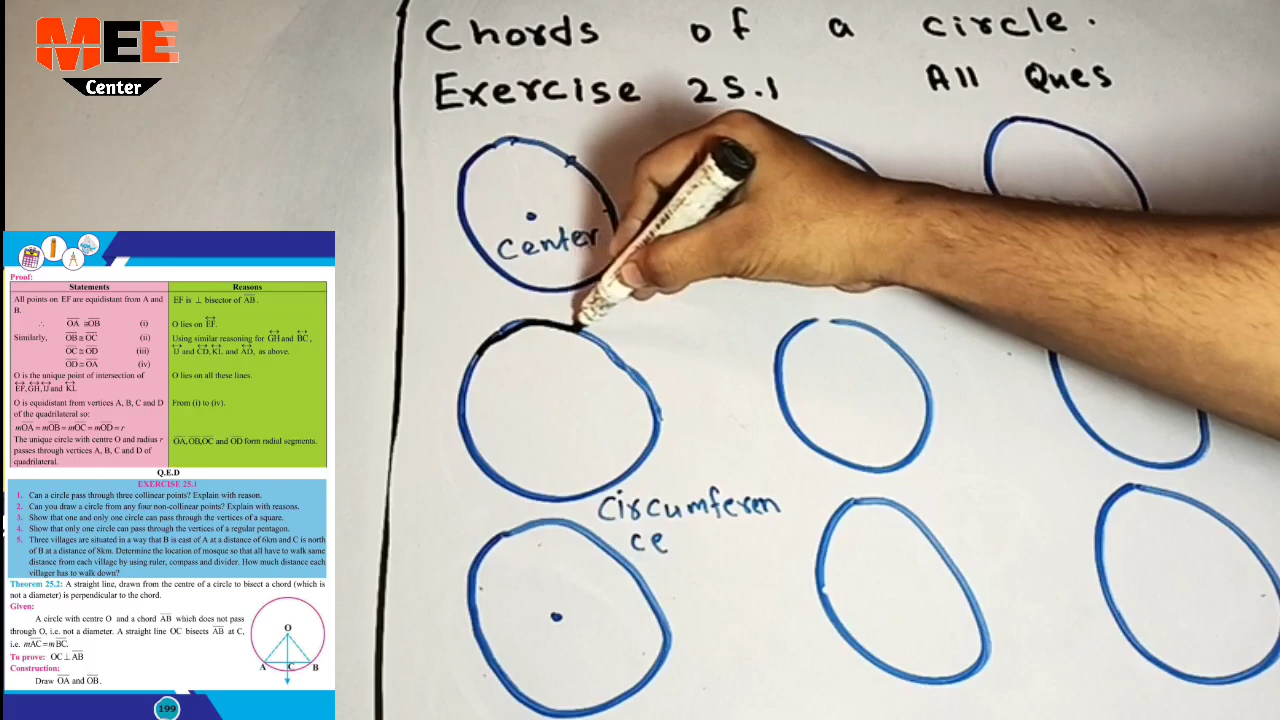 MEE
Center
Chords of a circle.
Exercise 25.1 All Ques
center
Circumferen
ce
Proof:
Statements Reasons
All points on EF are equidistant from A and EF is ⊥ bisector of AB.
B.
∴ OA ≅ OB (i) O lies on EF.
Similarly, OB ≅ OC (ii) Using similar reasoning for GH and BC,
OC ≅ OD (iii) IJ and CD, KL and AD, as above.
OD ≅ OA (iv)
O is the unique point of intersection of O lies on all these lines.
EF, GH, IJ and KL
O is equidistant from vertices A, B, C and D From (i) to (iv).
of the quadrilateral so:
mOA = mOB = mOC = mOD = r
The unique circle with centre O and radius r OA, OB, OC and OD form radial segments.
passes through vertices A, B, C and D of
quadrilateral.
Q.E.D
EXERCISE 25.1
1. Can a circle pass through three collinear points? Explain with reason.
2. Can you draw a circle from any four non-collinear points? Explain with reasons.
3. Show that one and only one circle can pass through the vertices of a square.
4. Show that only one circle can pass through the vertices of a regular pentagon.
5. Three villages are situated in a way that B is east of A at a distance of 6km and C is north
of B at a distance of 8km. Determine the location of mosque so that all have to walk same
distance from each village by using ruler, compass and divider. How much distance each
villager has to walk down?
Theorem 25.2: A straight line, drawn from the centre of a circle to bisect a chord (which is
not a diameter) is perpendicular to the chord.
Given:
A circle with centre O and a chord AB which does not pass
through O, i.e. not a diameter. A straight line OC bisects AB at C,
i.e. mAC = mBC.
To prove: OC ⊥ AB
Construction:
Draw OA and OB.
O
A C B
199